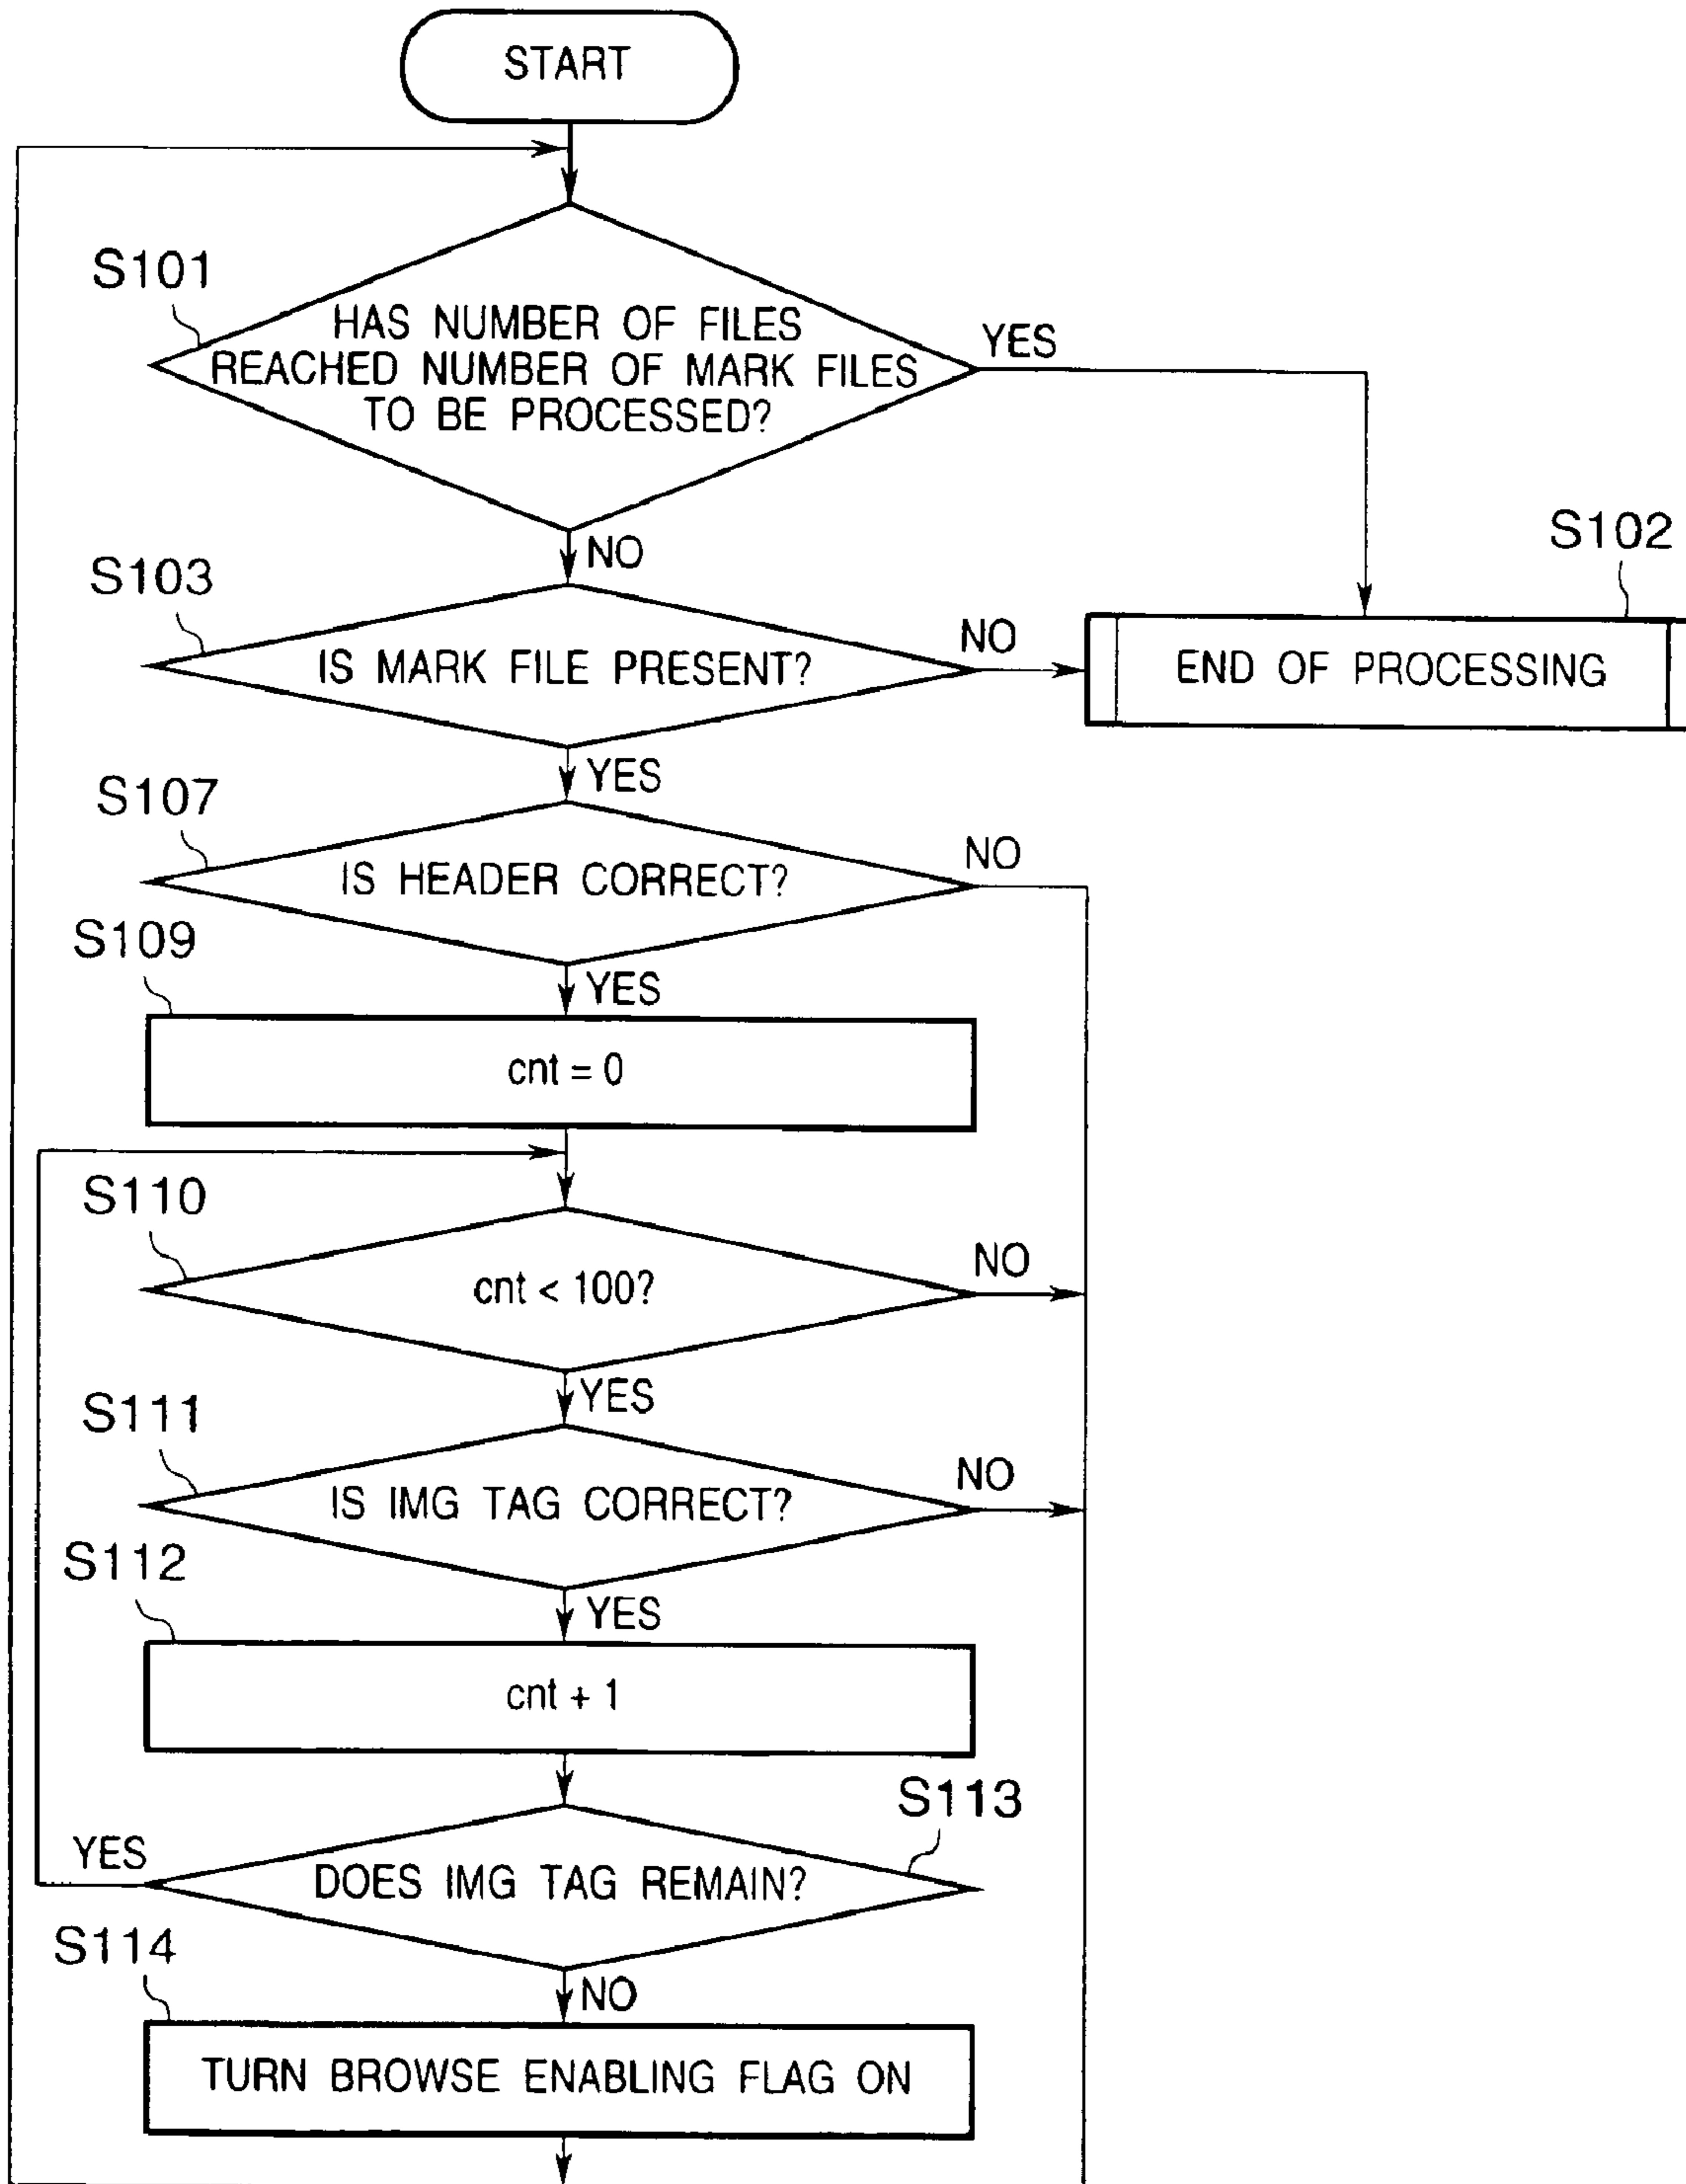 START
S101
HAS NUMBER OF FILES
REACHED NUMBER OF MARK FILES
TO BE PROCESSED?
YES
NO
S102
END OF PROCESSING
S103
IS MARK FILE PRESENT?
NO
YES
S107
IS HEADER CORRECT?
NO
YES
S109
cnt = 0
S110
cnt < 100?
NO
YES
S111
IS IMG TAG CORRECT?
NO
YES
S112
cnt + 1
S113
DOES IMG TAG REMAIN?
YES
NO
S114
TURN BROWSE ENABLING FLAG ON